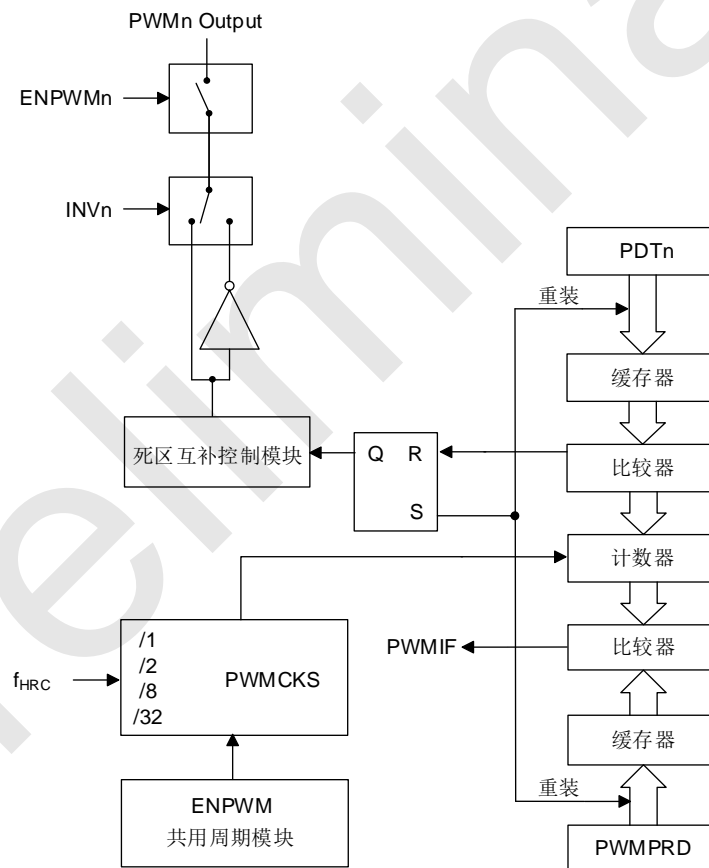 PWMn Output
ENPWMn
INVn
PDTn
重装
缓存器
死区互补控制模块
Q R
S
比较器
计数器
/1
/2
/8
/32
PWMCKS
fHRC
PWMIF
比较器
缓存器
ENPWM
共用周期模块
重装
PWMPRD
elimina